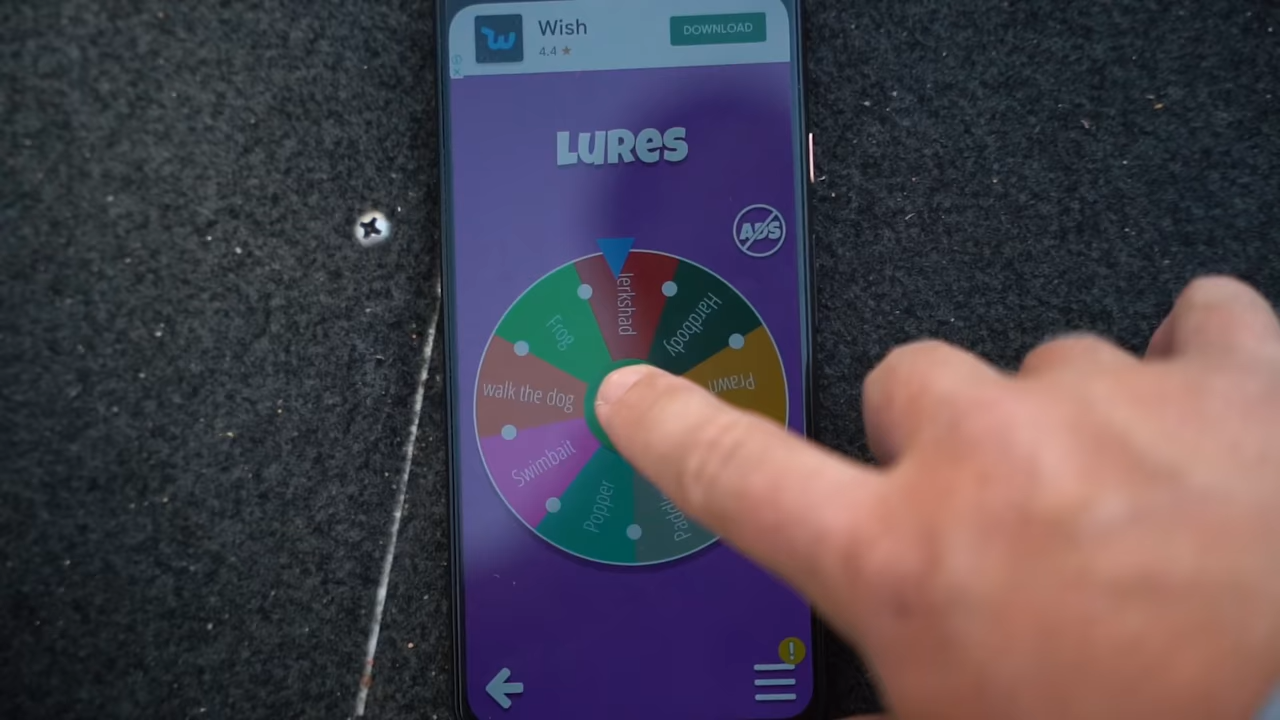 Wish
4.4 ★
DOWNLOAD
LURES
ADS
Jerkshad
Hardbody
Prawn
Popper
Swimbait
walk the dog
Frog
!